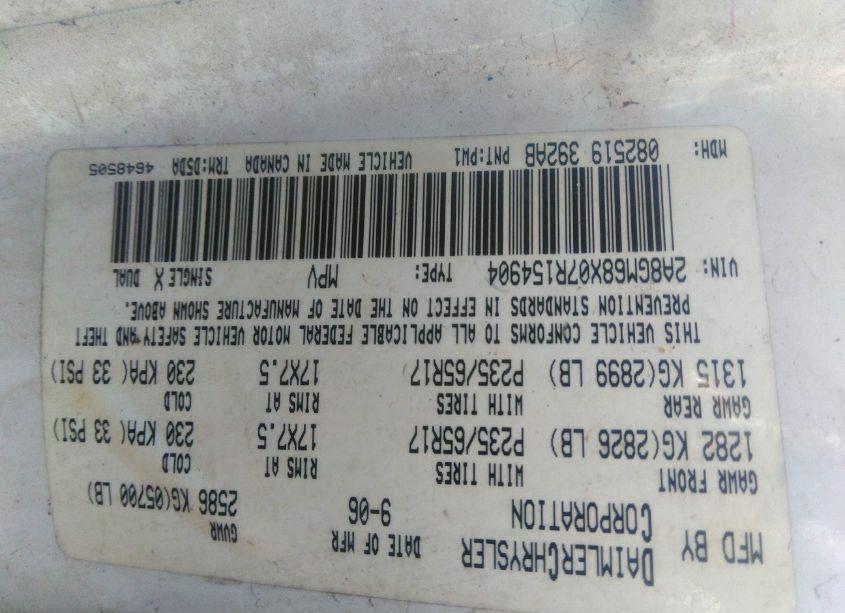 MFD BY DAIMLERCHRYSLER CORPORATION DATE OF MFR 9-06 GVWR 2586 KG(05700 LB)
GAWR FRONT WITH TIRES RIMS AT COLD
1282 KG(2826 LB) P235/65R17 17X7.5 230 KPA( 33 PSI)
GAWR REAR WITH TIRES RIMS AT COLD
1315 KG(2899 LB) P235/65R17 17X7.5 230 KPA( 33 PSI)
THIS VEHICLE CONFORMS TO ALL APPLICABLE FEDERAL MOTOR VEHICLE SAFETY AND THEFT
PREVENTION STANDARDS IN EFFECT ON THE DATE OF MANUFACTURE SHOWN ABOVE.
VIN: 2A8GM68X07R154904 TYPE: MPV SINGLE X DUAL
MDH: 082519 392AB PNT:PW1 VEHICLE MADE IN CANADA TRM:D5DA 4648505